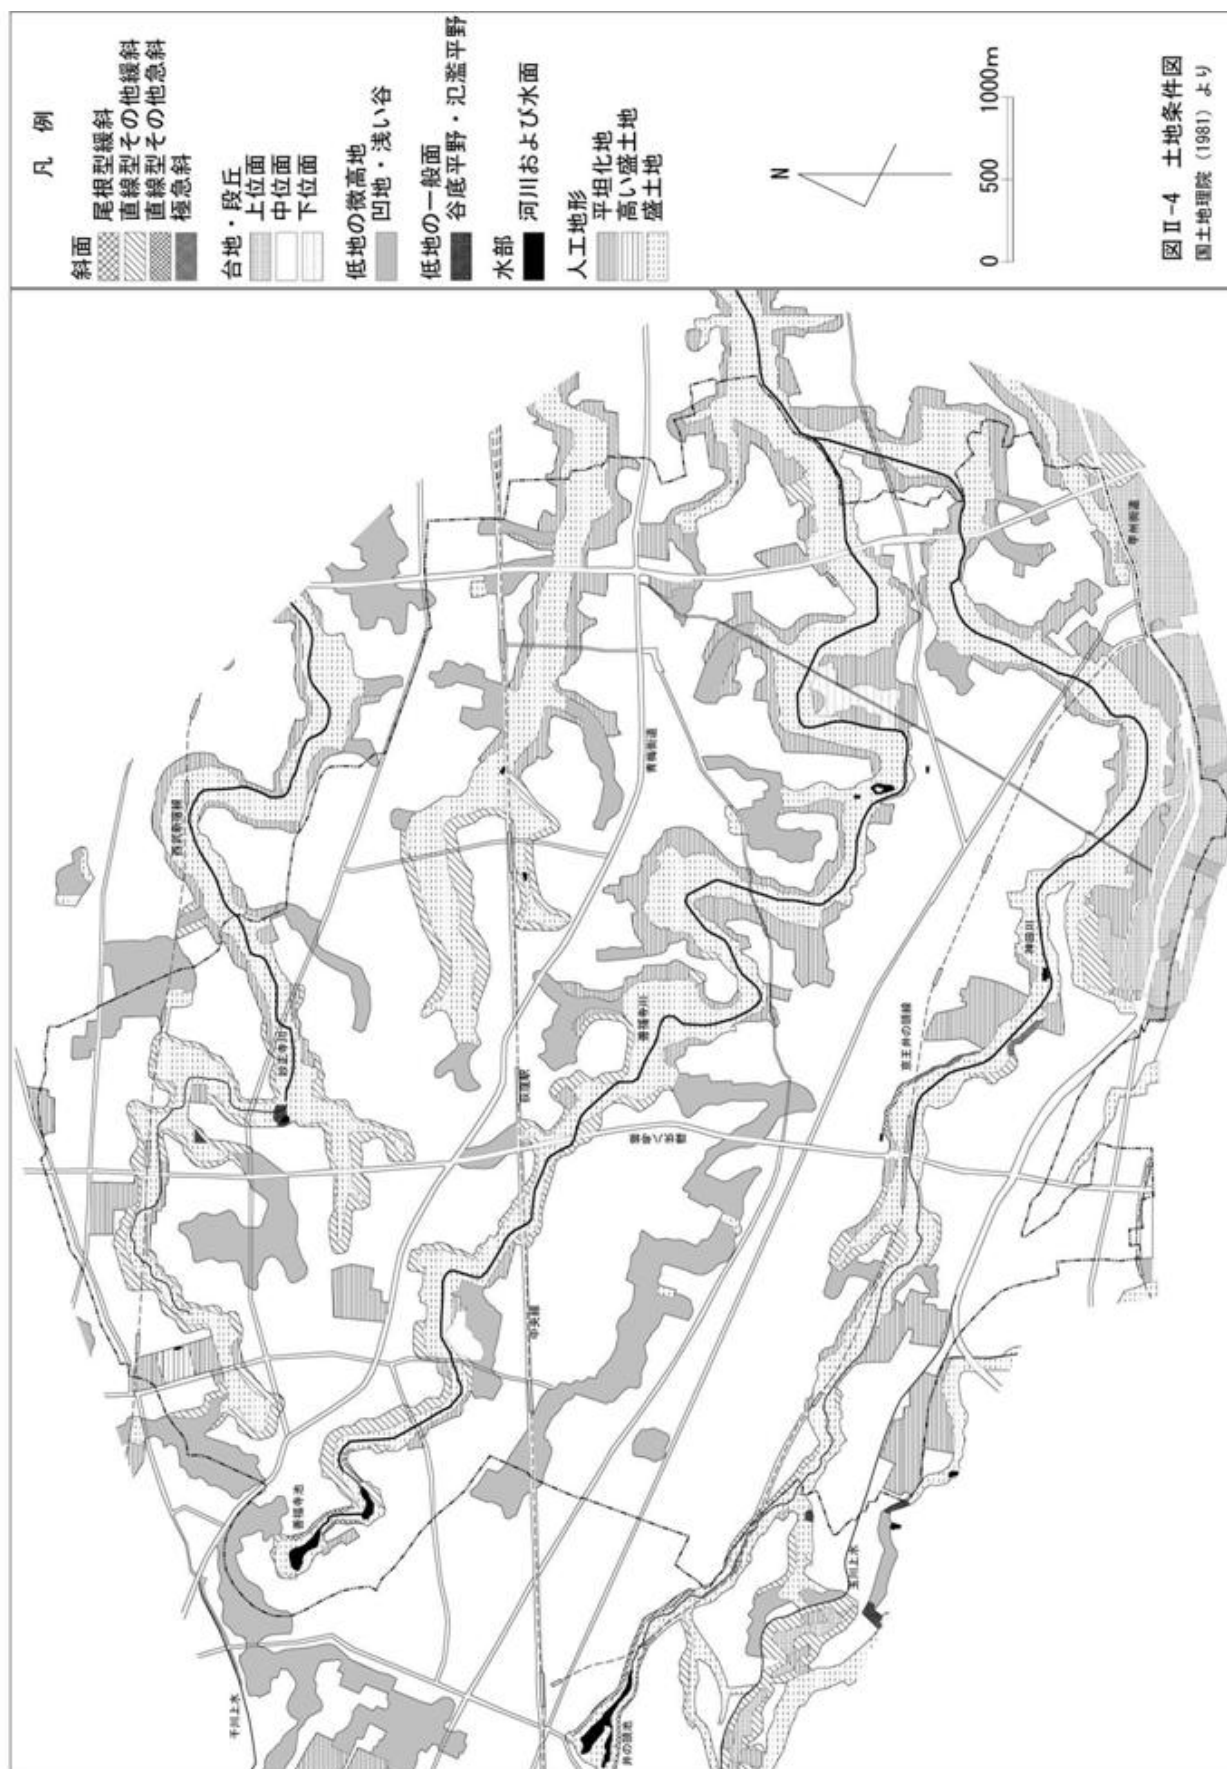 凡 例
斜面
尾根型緩斜
直線型その他緩斜
直線型その他急斜
極急斜
台地・段丘
上位面
中位面
下位面
低地の微高地
凹地・浅い谷
低地の一般面
谷底平野・氾濫平野
水部
河川および水面
人工地形
平坦化地
高い盛土地
盛土地
N
0 500 1000m
図Ⅱ-4 土地条件図
国土地理院（1981）より
西武新宿線
妙正寺川
青梅街道
荻窪駅
善福寺川
環状八号線
中央線
善福寺池
千川上水
井の頭池
玉川上水
京王井の頭線
神田川
甲州街道